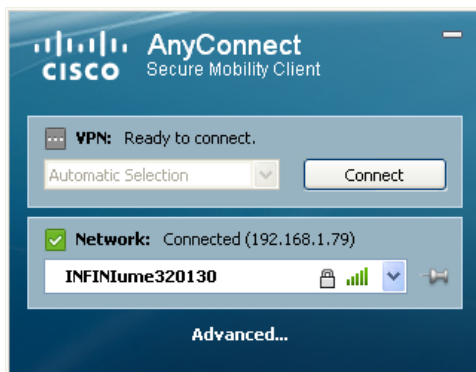 CISCO
AnyConnect
Secure Mobility Client
VPN: Ready to connect.
Automatic Selection
Connect
Network: Connected (192.168.1.79)
INFINIume320130
Advanced...